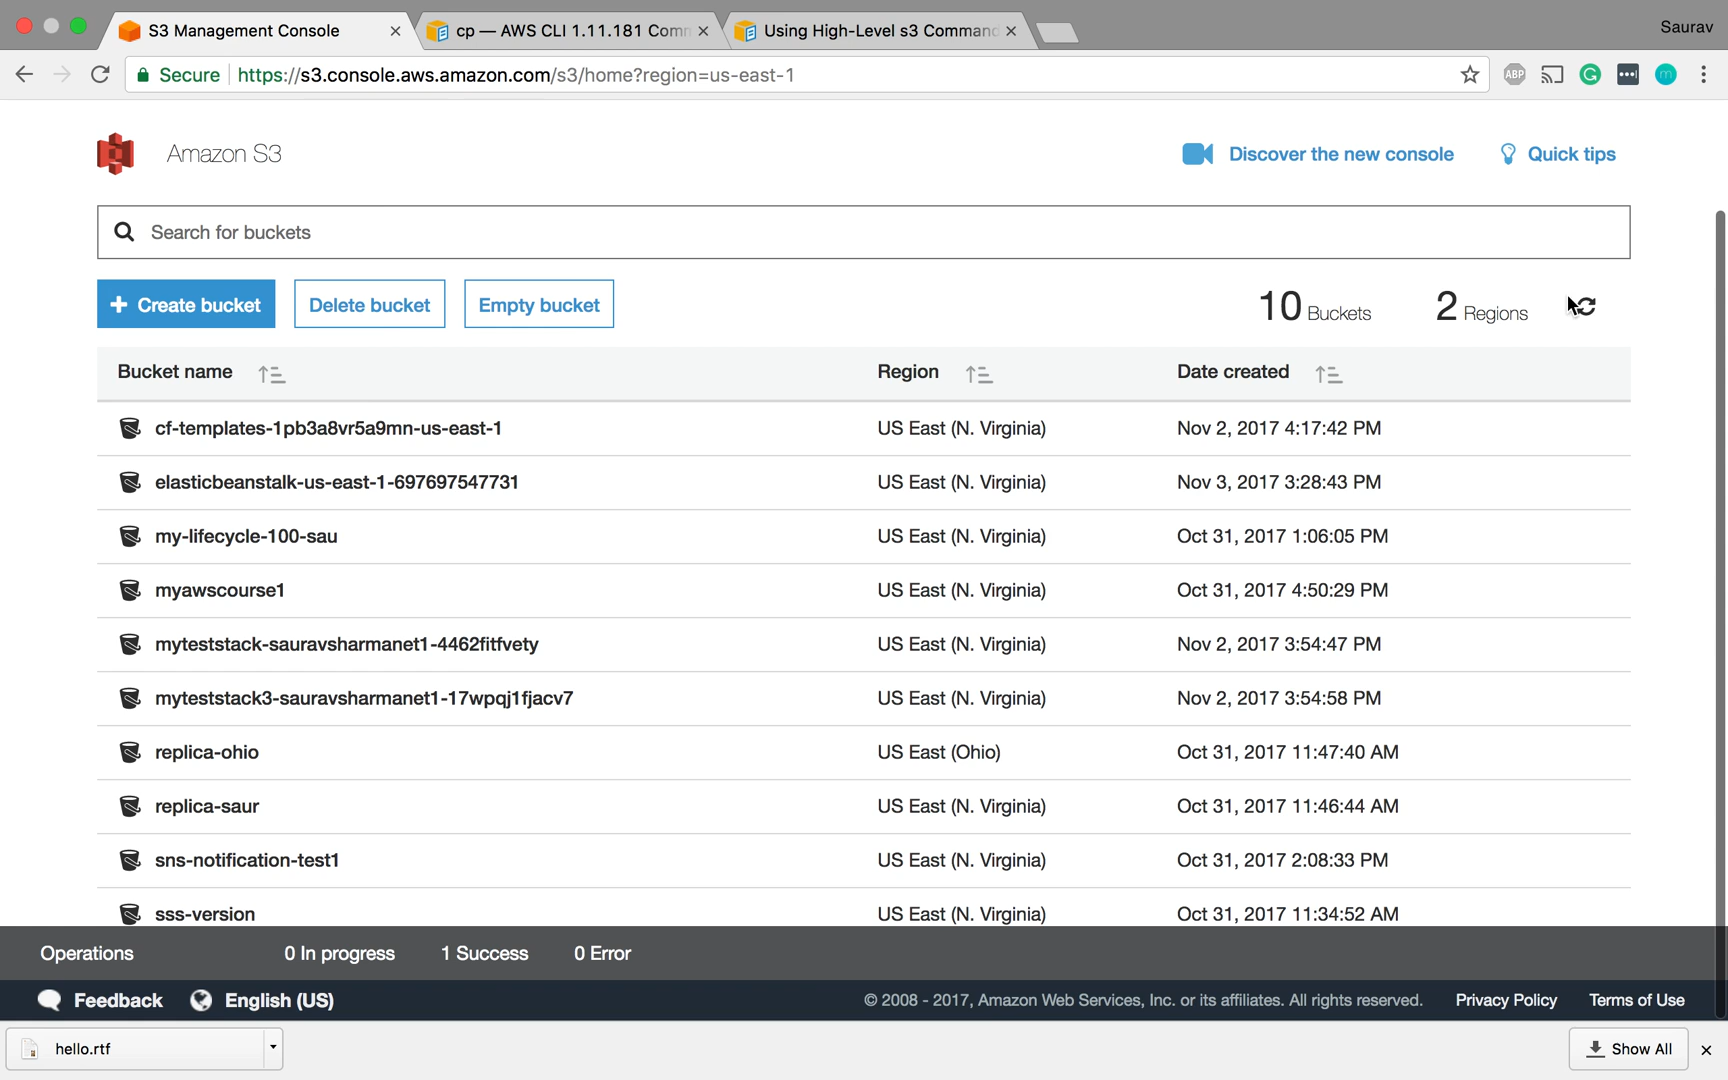 S3 Management Console
cp — AWS CLI 1.11.181 Comm
Using High-Level s3 Command
Saurav
Secure https://s3.console.aws.amazon.com/s3/home?region=us-east-1
ABP
m
Amazon S3
Discover the new console
Quick tips
Search for buckets
+ Create bucket
Delete bucket
Empty bucket
10 Buckets
2 Regions
Bucket name Region Date created
cf-templates-1pb3a8vr5a9mn-us-east-1 US East (N. Virginia) Nov 2, 2017 4:17:42 PM
elasticbeanstalk-us-east-1-697697547731 US East (N. Virginia) Nov 3, 2017 3:28:43 PM
my-lifecycle-100-sau US East (N. Virginia) Oct 31, 2017 1:06:05 PM
myawscourse1 US East (N. Virginia) Oct 31, 2017 4:50:29 PM
myteststack-sauravsharmanet1-4462fitfvety US East (N. Virginia) Nov 2, 2017 3:54:47 PM
myteststack3-sauravsharmanet1-17wpqj1fjacv7 US East (N. Virginia) Nov 2, 2017 3:54:58 PM
replica-ohio US East (Ohio) Oct 31, 2017 11:47:40 AM
replica-saur US East (N. Virginia) Oct 31, 2017 11:46:44 AM
sns-notification-test1 US East (N. Virginia) Oct 31, 2017 2:08:33 PM
sss-version US East (N. Virginia) Oct 31, 2017 11:34:52 AM
Operations 0 In progress 1 Success 0 Error
Feedback English (US) © 2008 - 2017, Amazon Web Services, Inc. or its affiliates. All rights reserved. Privacy Policy Terms of Use
hello.rtf Show All